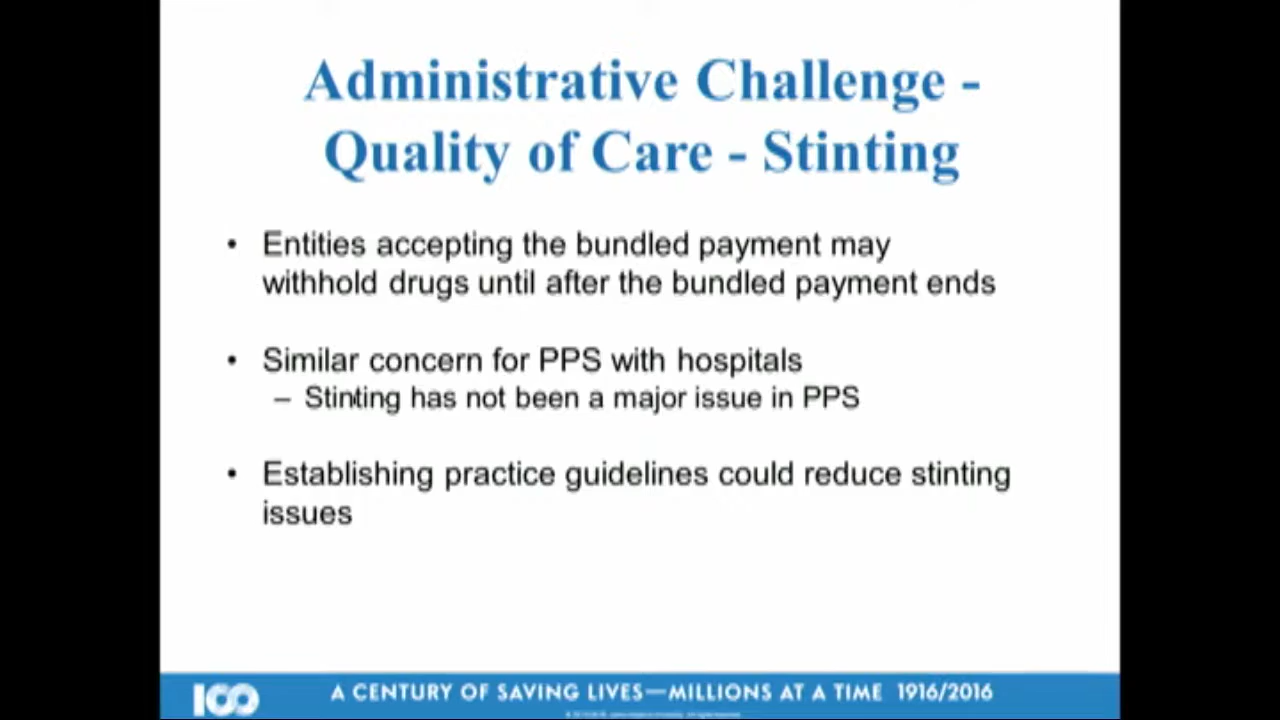 Administrative Challenge -
Quality of Care - Stinting
• Entities accepting the bundled payment may
withhold drugs until after the bundled payment ends
• Similar concern for PPS with hospitals
– Stinting has not been a major issue in PPS
• Establishing practice guidelines could reduce stinting
issues
100 A CENTURY OF SAVING LIVES—MILLIONS AT A TIME 1916/2016